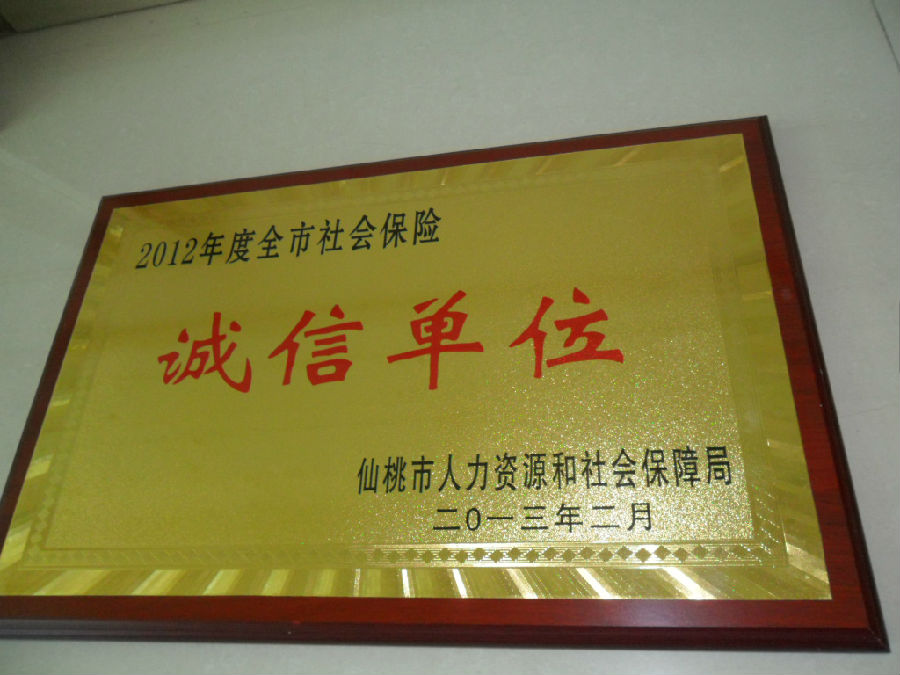 2012年度全市社会保险
诚信单位
仙桃市人力资源和社会保障局
二0一三年二月